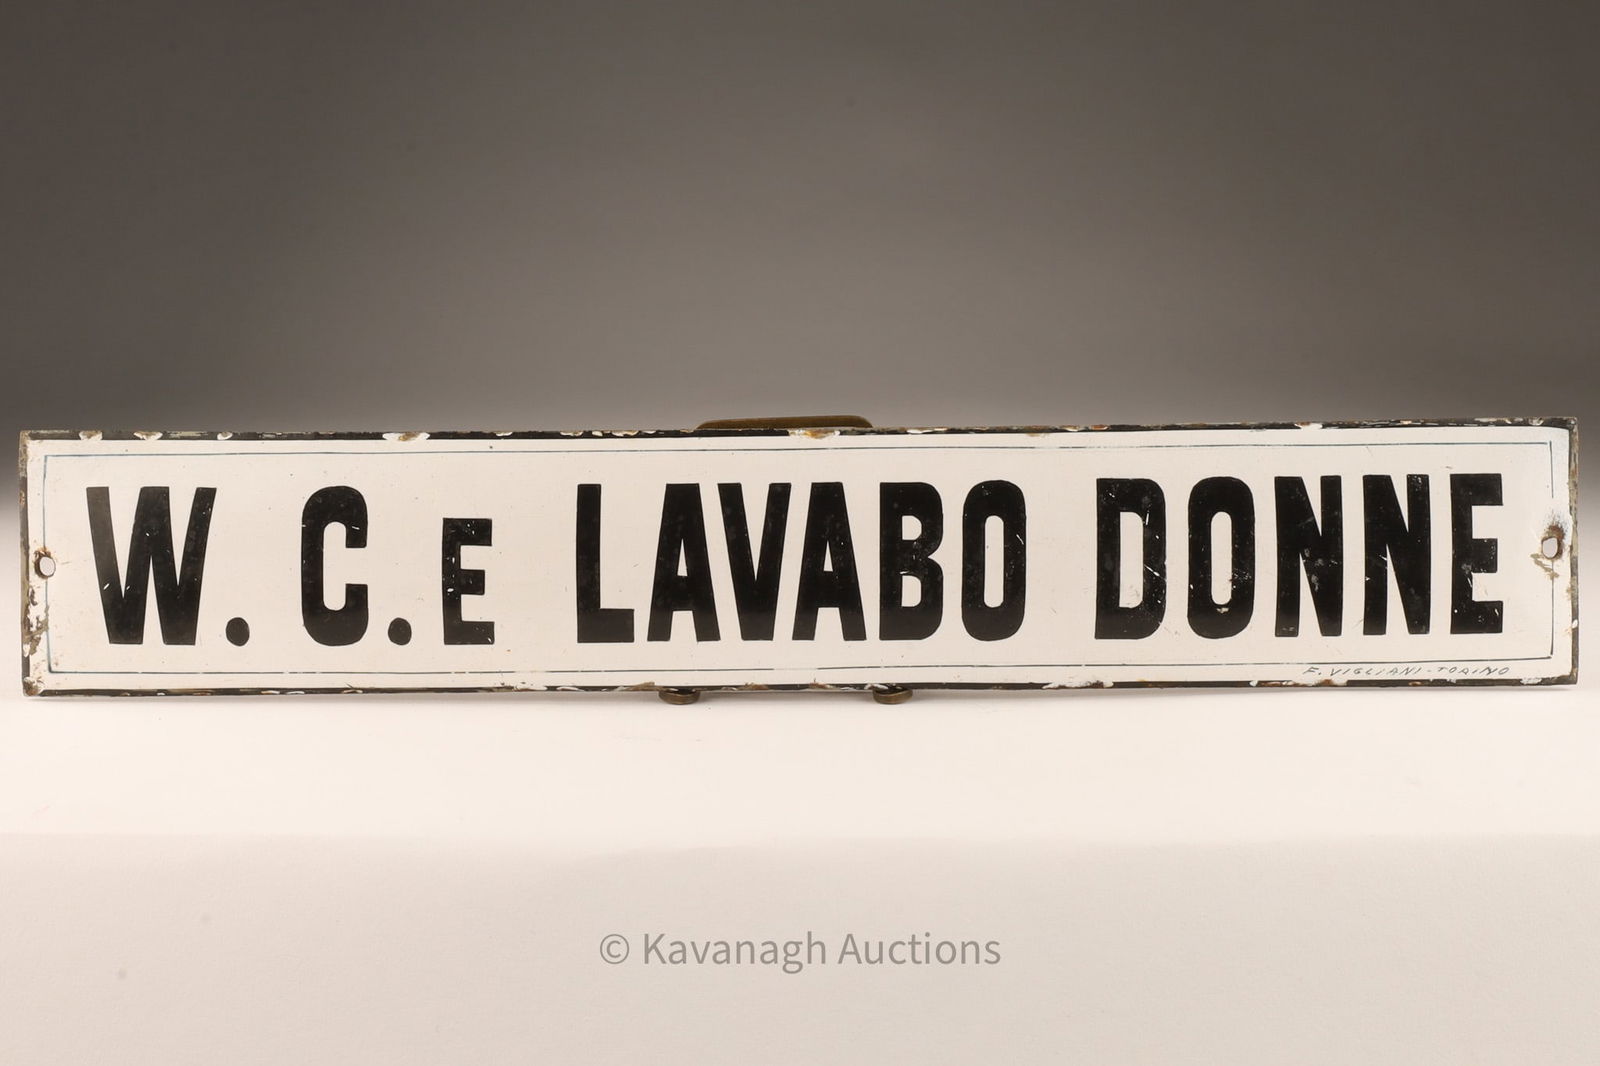 W. C. E LAVABO DONNE
F. VIGLIANI - TORINO
© Kavanagh Auctions